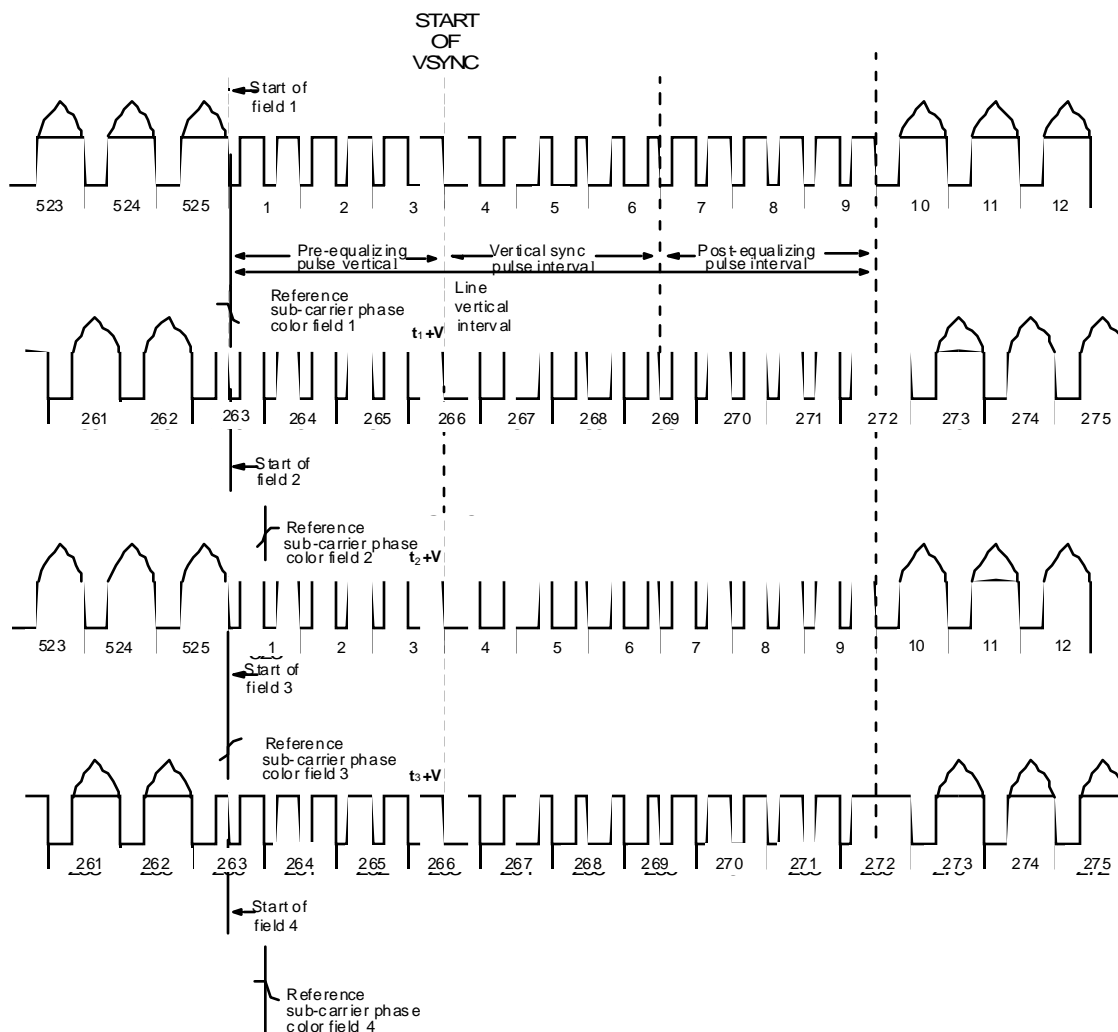 START
OF
VSYNC
Start of
field 1
523 524 525 1 2 3 4 5 6 7 8 9 10 11 12
Pre-equalizing
pulse vertical
Vertical sync
pulse interval
Post-equalizing
pulse interval
Reference
sub-carrier phase
color field 1
Line
vertical
interval
t1+V
261 262 263 264 265 266 267 268 269 270 271 272 273 274 275
Start of
field 2
Reference
sub-carrier phase
color field 2
t2+V
523 524 525 1 2 3 4 5 6 7 8 9 10 11 12
Start of
field 3
Reference
sub-carrier phase
color field 3
t3+V
261 262 263 264 265 266 267 268 269 270 271 272 273 274 275
Start of
field 4
Reference
sub-carrier phase
color field 4